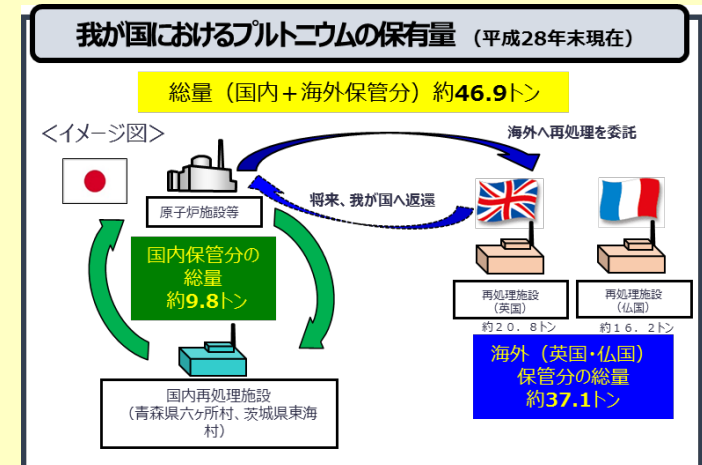 我が国におけるプルトニウムの保有量 (平成28年末現在)
総量(国内+海外保管分)約46.9トン
<イメージ図>
海外へ再処理を委託
将来、我が国へ返還
原子炉施設等
国内保管分の
総量
約9.8トン
再処理施設
(英国)
約20.8トン
再処理施設
(仏国)
約16.2トン
海外(英国・仏国)
保管分の総量
約37.1トン
国内再処理施設
(青森県六ヶ所村、茨城県東海
村)